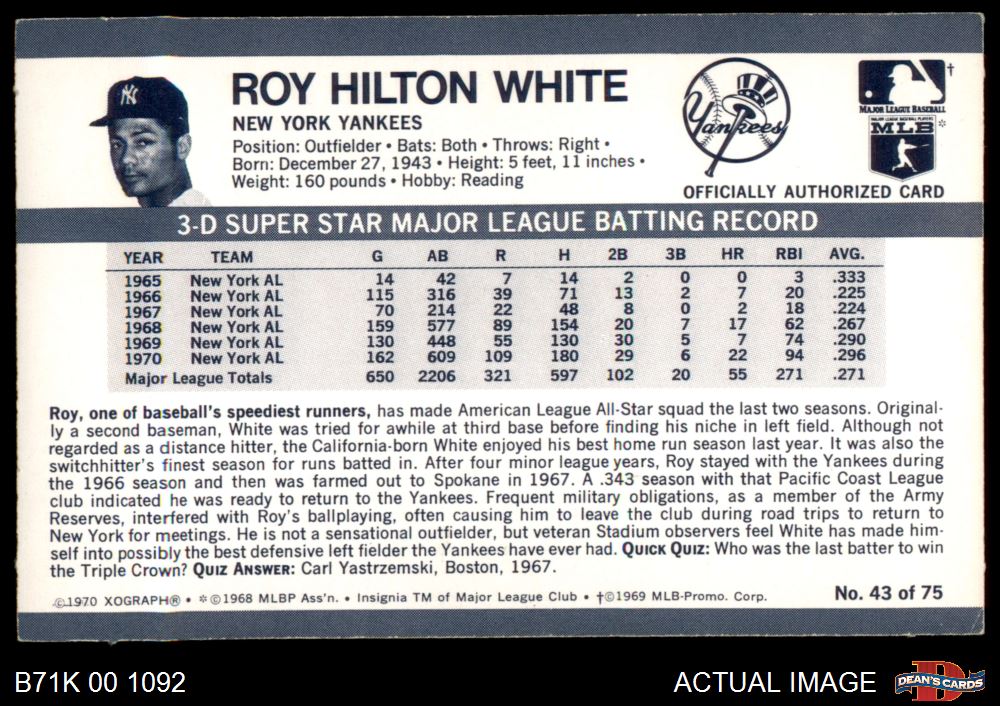 ROY HILTON WHITE
NEW YORK YANKEES
Position: Outfielder • Bats: Both • Throws: Right •
Born: December 27, 1943 • Height: 5 feet, 11 inches •
Weight: 160 pounds • Hobby: Reading
NY
Yankees
†
MAJOR LEAGUE BASEBALL
MAJOR LEAGUE BASEBALL PLAYERS
MLB *
OFFICIALLY AUTHORIZED CARD
3-D SUPER STAR MAJOR LEAGUE BATTING RECORD
YEAR TEAM G AB R H 2B 3B HR RBI AVG.
1965 New York AL 14 42 7 14 2 0 0 3 .333
1966 New York AL 115 316 39 71 13 2 7 20 .225
1967 New York AL 70 214 22 48 8 0 2 18 .224
1968 New York AL 159 577 89 154 20 7 17 62 .267
1969 New York AL 130 448 55 130 30 5 7 74 .290
1970 New York AL 162 609 109 180 29 6 22 94 .296
Major League Totals 650 2206 321 597 102 20 55 271 .271
Roy, one of baseball's speediest runners, has made American League All-Star squad the last two seasons. Original-
ly a second baseman, White was tried for awhile at third base before finding his niche in left field. Although not
regarded as a distance hitter, the California-born White enjoyed his best home run season last year. It was also the
switchhitter's finest season for runs batted in. After four minor league years, Roy stayed with the Yankees during
the 1966 season and then was farmed out to Spokane in 1967. A .343 season with that Pacific Coast League
club indicated he was ready to return to the Yankees. Frequent military obligations, as a member of the Army
Reserves, interfered with Roy's ballplaying, often causing him to leave the club during road trips to return to
New York for meetings. He is not a sensational outfielder, but veteran Stadium observers feel White has made him-
self into possibly the best defensive left fielder the Yankees have ever had. QUICK QUIZ: Who was the last batter to win
the Triple Crown? QUIZ ANSWER: Carl Yastrzemski, Boston, 1967.
©1970 XOGRAPH® • *©1968 MLBP Ass'n. • Insignia TM of Major League Club • †©1969 MLB-Promo. Corp.
No. 43 of 75
B71K 00 1092
ACTUAL IMAGE
DEAN'S CARDS